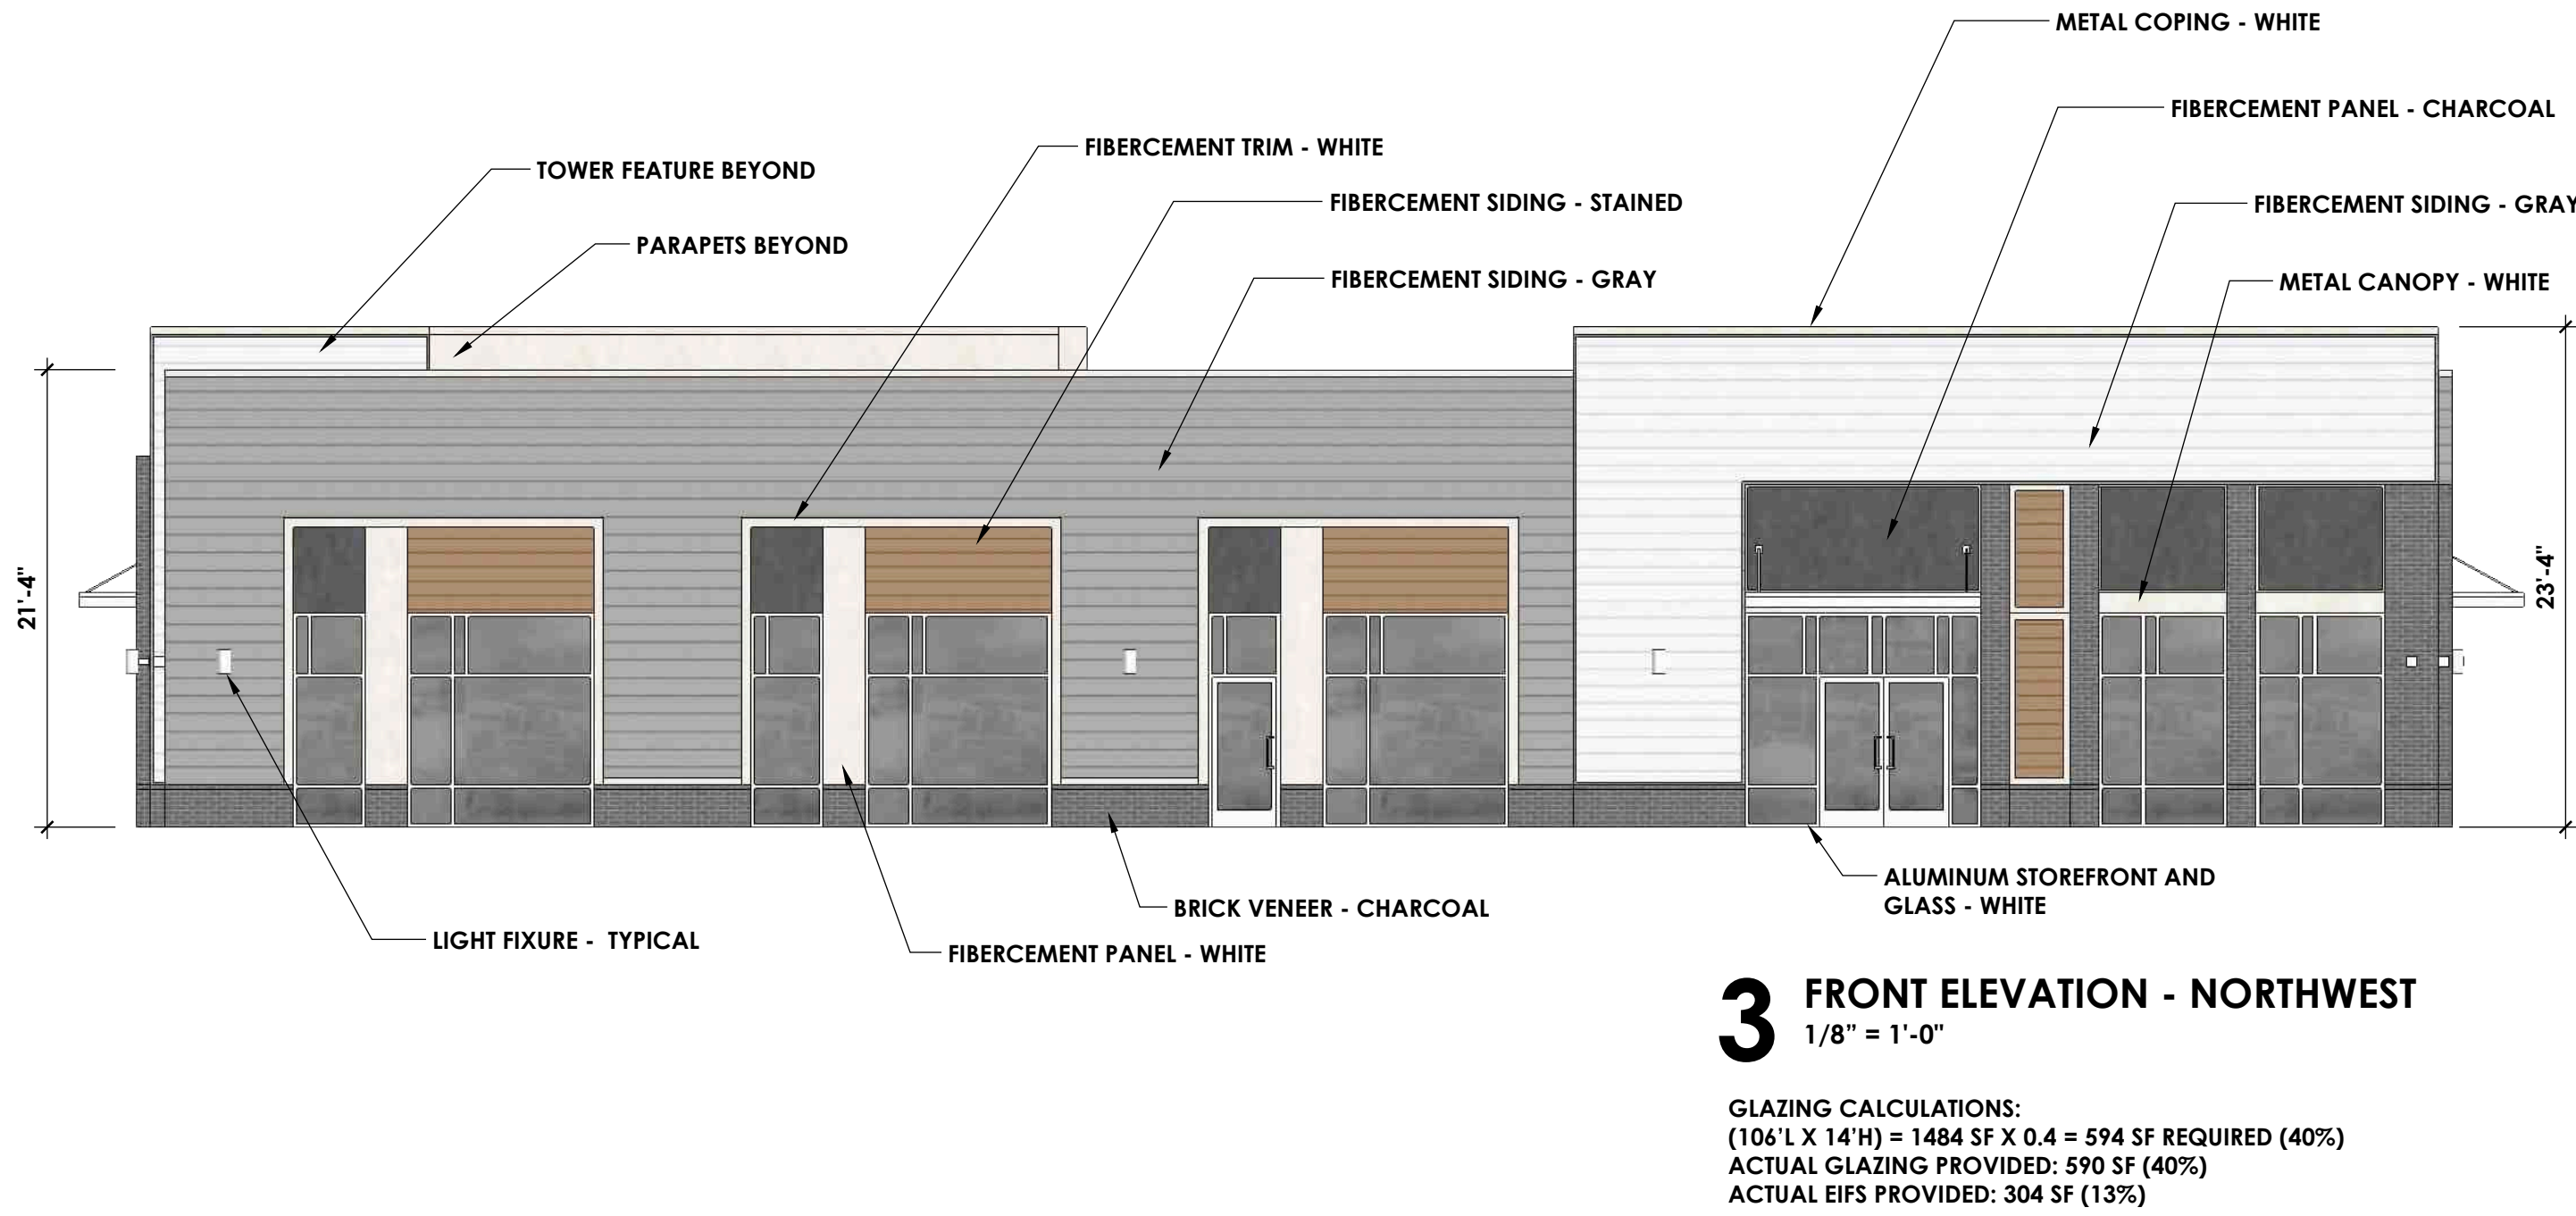 METAL COPING - WHITE
FIBERCEMENT PANEL - CHARCOAL
FIBERCEMENT TRIM - WHITE
TOWER FEATURE BEYOND
FIBERCEMENT SIDING - STAINED
FIBERCEMENT SIDING - GRAY
PARAPETS BEYOND
FIBERCEMENT SIDING - GRAY
METAL CANOPY - WHITE
21'-4"
23'-4"
ALUMINUM STOREFRONT AND
GLASS - WHITE
BRICK VENEER - CHARCOAL
LIGHT FIXTURE - TYPICAL
FIBERCEMENT PANEL - WHITE
3 FRONT ELEVATION - NORTHWEST
1/8” = 1'-0"
GLAZING CALCULATIONS:
(106’L X 14’H) = 1484 SF X 0.4 = 594 SF REQUIRED (40%)
ACTUAL GLAZING PROVIDED: 590 SF (40%)
ACTUAL EIFS PROVIDED: 304 SF (13%)